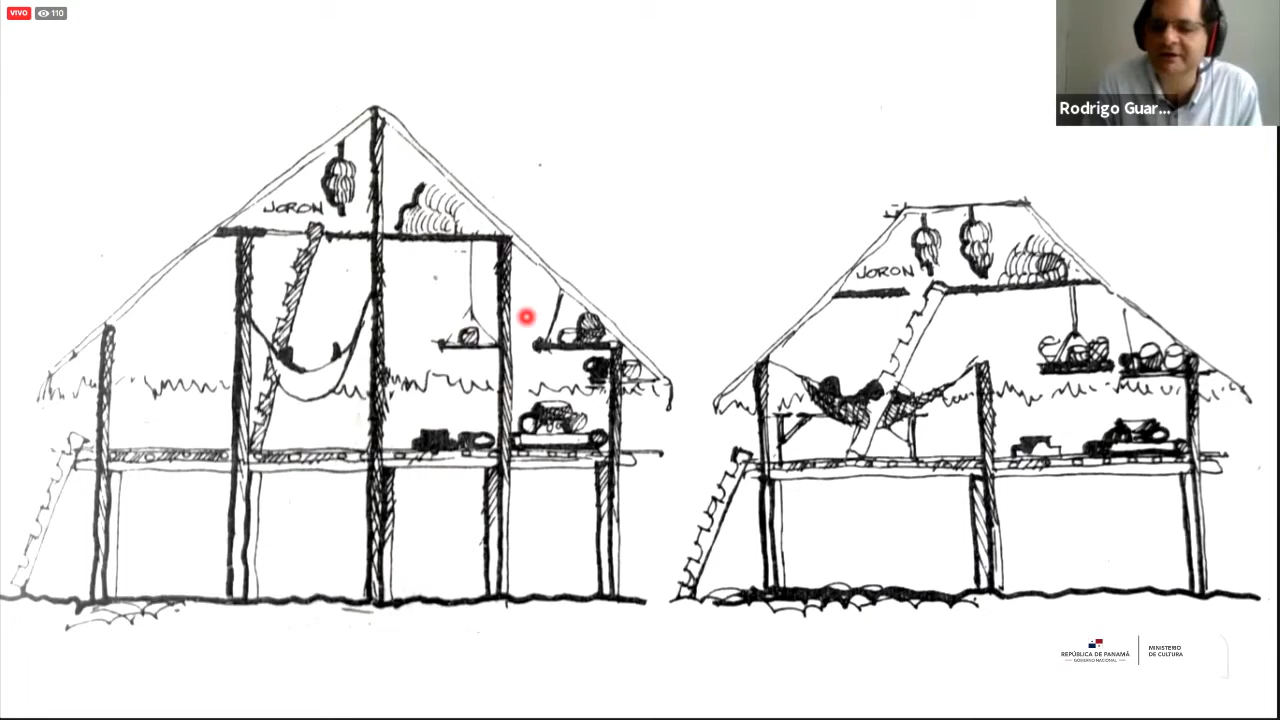 VIVO
110
Rodrigo Guar...
JORON
JORON
REPÚBLICA DE PANAMÁ
GOBIERNO NACIONAL
MINISTERIO
DE CULTURA